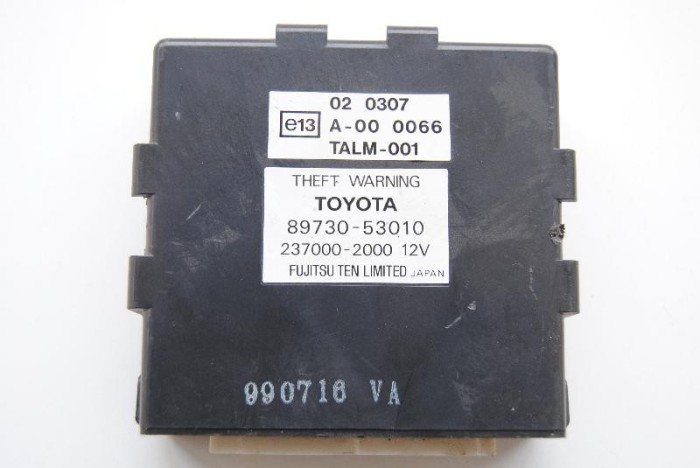 02 0307
e13 A-00 0066
TALM-001
THEFT WARNING
TOYOTA
89730-53010
237000-2000 12V
FUJITSU TEN LIMITED JAPAN
990716 VA